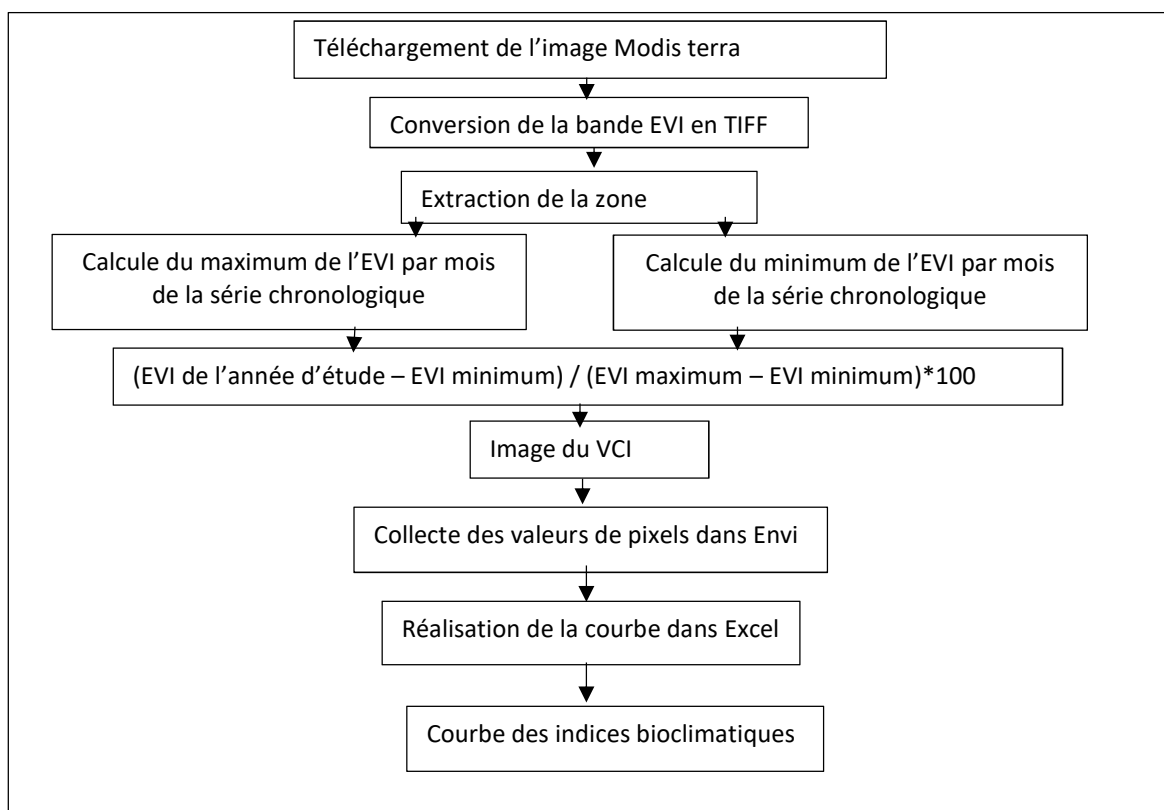 Téléchargement de l’image Modis terra
Conversion de la bande EVI en TIFF
Extraction de la zone
Calcule du maximum de l’EVI par mois
de la série chronologique
Calcule du minimum de l’EVI par mois
de la série chronologique
(EVI de l’année d’étude – EVI minimum) / (EVI maximum – EVI minimum)*100
Image du VCI
Collecte des valeurs de pixels dans Envi
Réalisation de la courbe dans Excel
Courbe des indices bioclimatiques